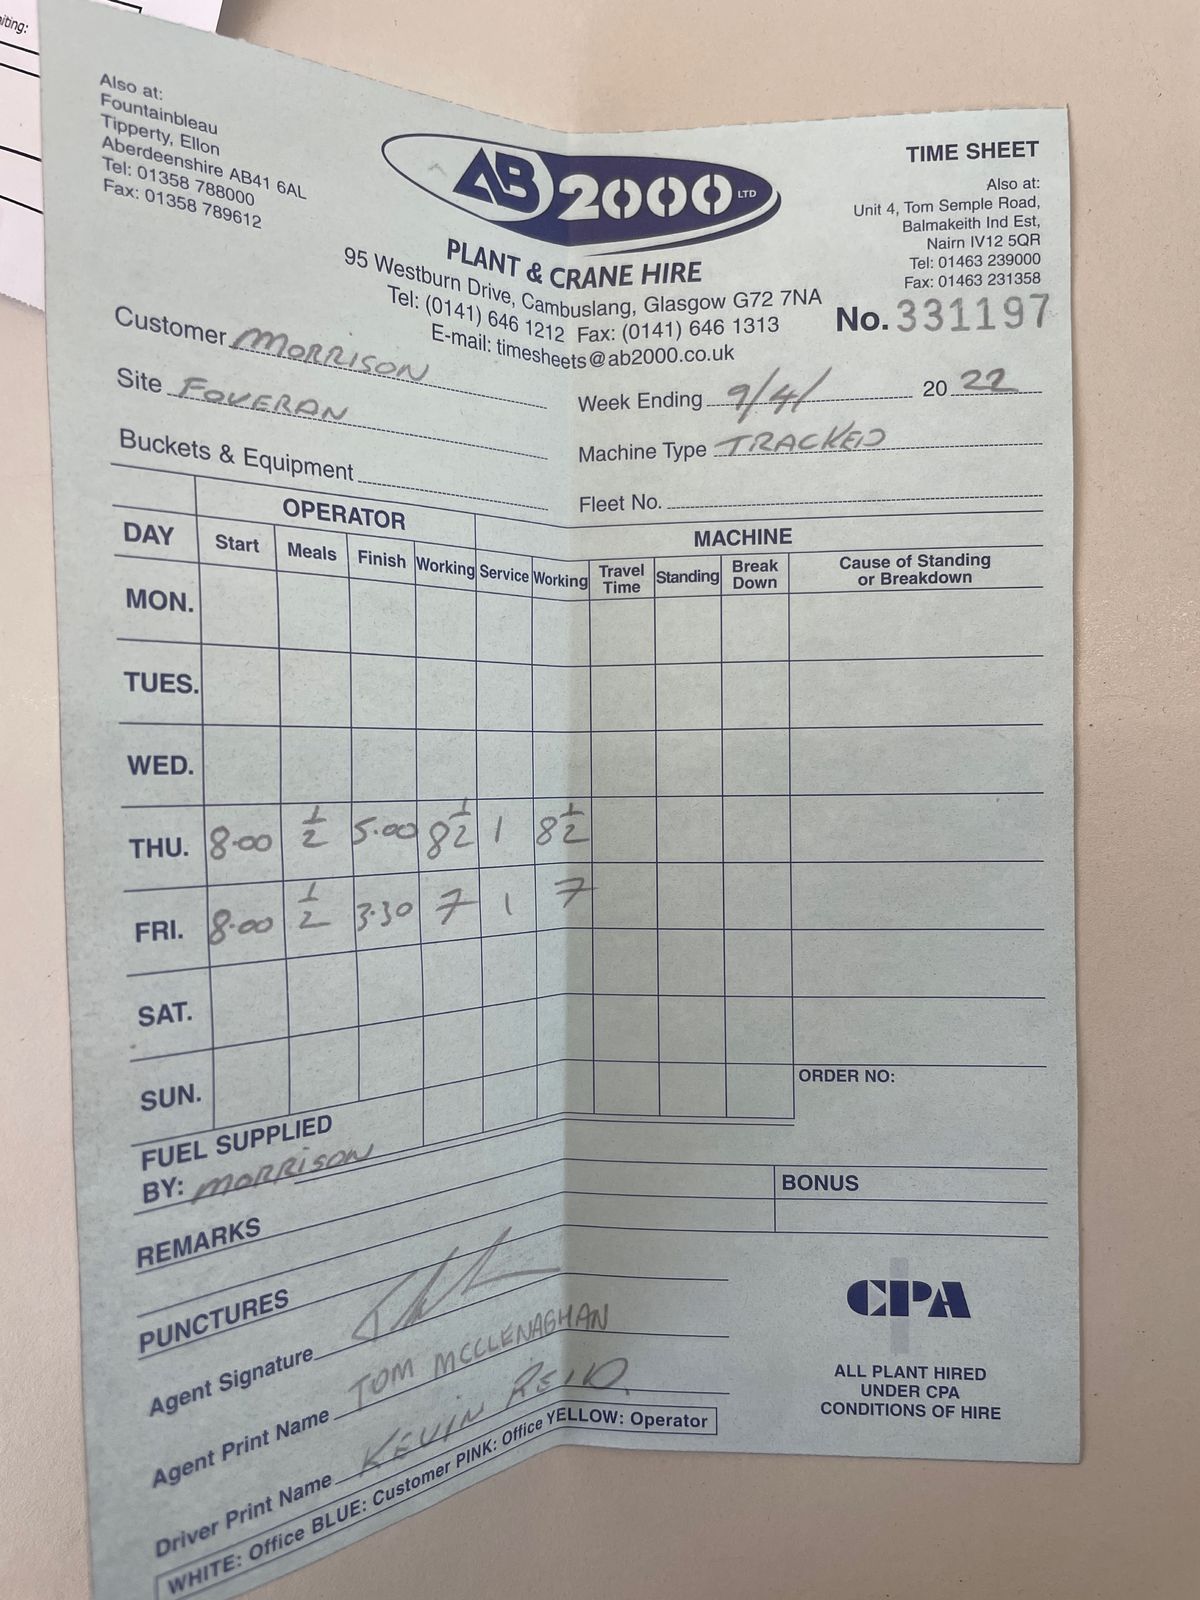 iting:
Also at:
Fountainbleau
Tipperty, Ellon
Aberdeenshire AB41 6AL
Tel: 01358 788000
Fax: 01358 789612
AB 2000 LTD
PLANT & CRANE HIRE
95 Westburn Drive, Cambuslang, Glasgow G72 7NA
Tel: (0141) 646 1212 Fax: (0141) 646 1313
E-mail: timesheets@ab2000.co.uk
TIME SHEET
Also at:
Unit 4, Tom Semple Road,
Balmakeith Ind Est,
Nairn IV12 5QR
Tel: 01463 239000
Fax: 01463 231358
No. 331197
Customer MORRISON
Site FOVERAN
Buckets & Equipment
Week Ending 9/4/ 20 22
Machine Type TRACKED
Fleet No.
OPERATOR MACHINE
DAY Start Meals Finish Working Service Working Travel Time Standing Break Down Cause of Standing or Breakdown
MON.
TUES.
WED.
THU. 8.00 1/2 5.00 8 1/2 1 8 1/2
FRI. 8.00 1/2 3.30 7 1 7
SAT.
SUN.
ORDER NO:
FUEL SUPPLIED
BY: MORRISON
REMARKS
BONUS
PUNCTURES
Agent Signature
Agent Print Name TOM MCCLENAGHAN
Driver Print Name KEVIN REID
WHITE: Office BLUE: Customer PINK: Office YELLOW: Operator
CPA
ALL PLANT HIRED
UNDER CPA
CONDITIONS OF HIRE